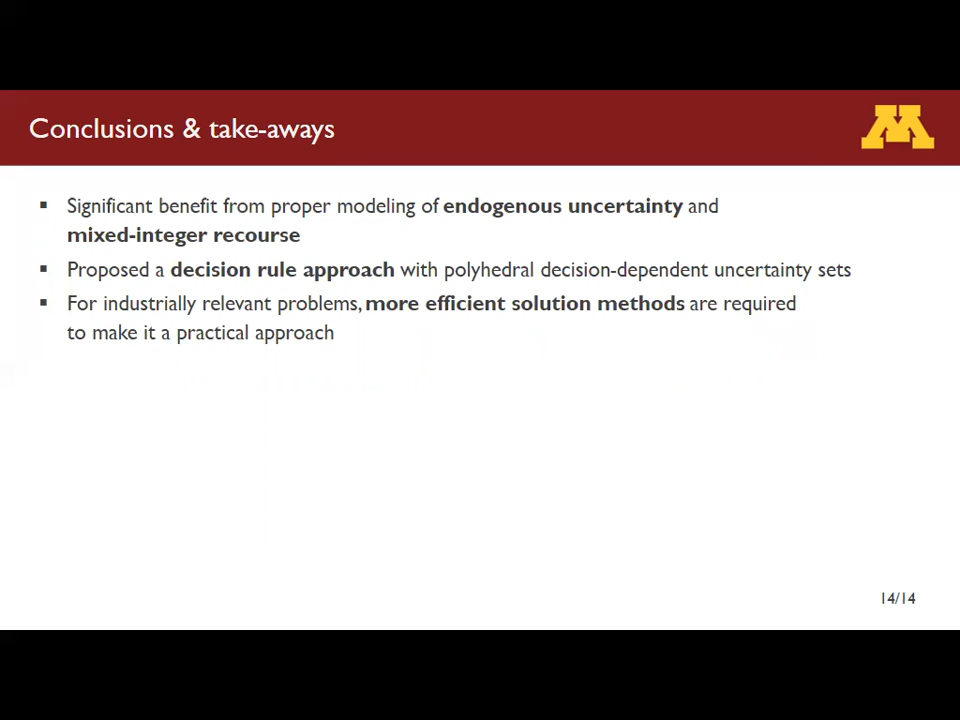 Conclusions & take-aways
▪ Significant benefit from proper modeling of endogenous uncertainty and
mixed-integer recourse
▪ Proposed a decision rule approach with polyhedral decision-dependent uncertainty sets
▪ For industrially relevant problems, more efficient solution methods are required
to make it a practical approach
14/14